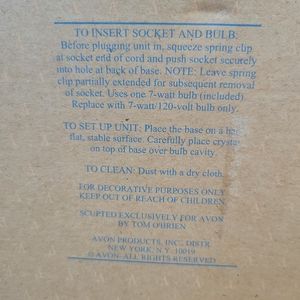 TO INSERT SOCKET AND BULB:
Before plugging unit in, squeeze spring clip
at socket end of cord and push socket securely
into hole at back of base. NOTE: Leave spring
clip partially extended for subsequent removal
of socket. Uses one 7-watt bulb (included).
Replace with 7-watt/120-volt bulb only.
TO SET UP UNIT: Place the base on a
flat, stable surface. Carefully place crystal
on top of base over bulb cavity.
TO CLEAN: Dust with a dry cloth.
FOR DECORATIVE PURPOSES ONLY
KEEP OUT OF REACH OF CHILDREN.
SCUPTED EXCLUSIVELY FOR AVON
BY TOM O'BRIEN
AVON PRODUCTS, INC., DISTR.
NEW YORK, N.Y. 10019
© AVON-ALL RIGHTS RESERVED